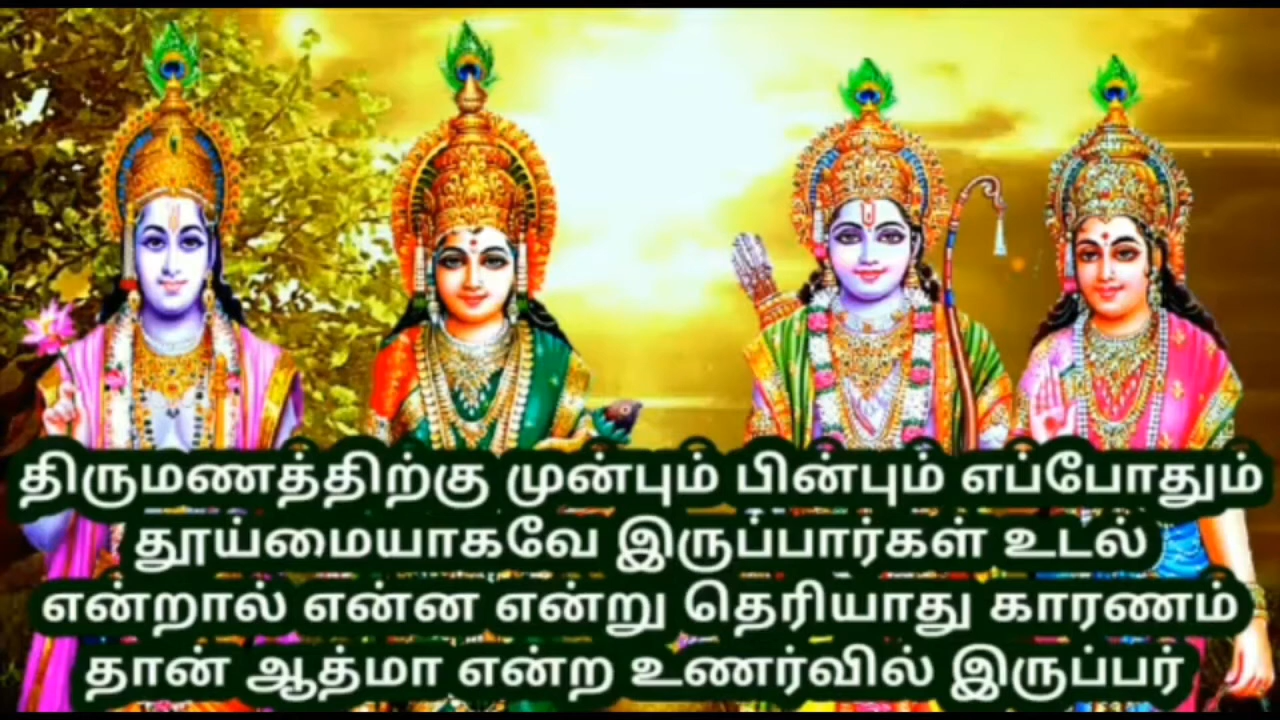 திருமணத்திற்கு முன்பும் பின்பும் எப்போதும்
தூய்மையாகவே இருப்பார்கள் உடல்
என்றால் என்ன என்று தெரியாது காரணம்
தான் ஆத்மா என்ற உணர்வில் இருப்பர்